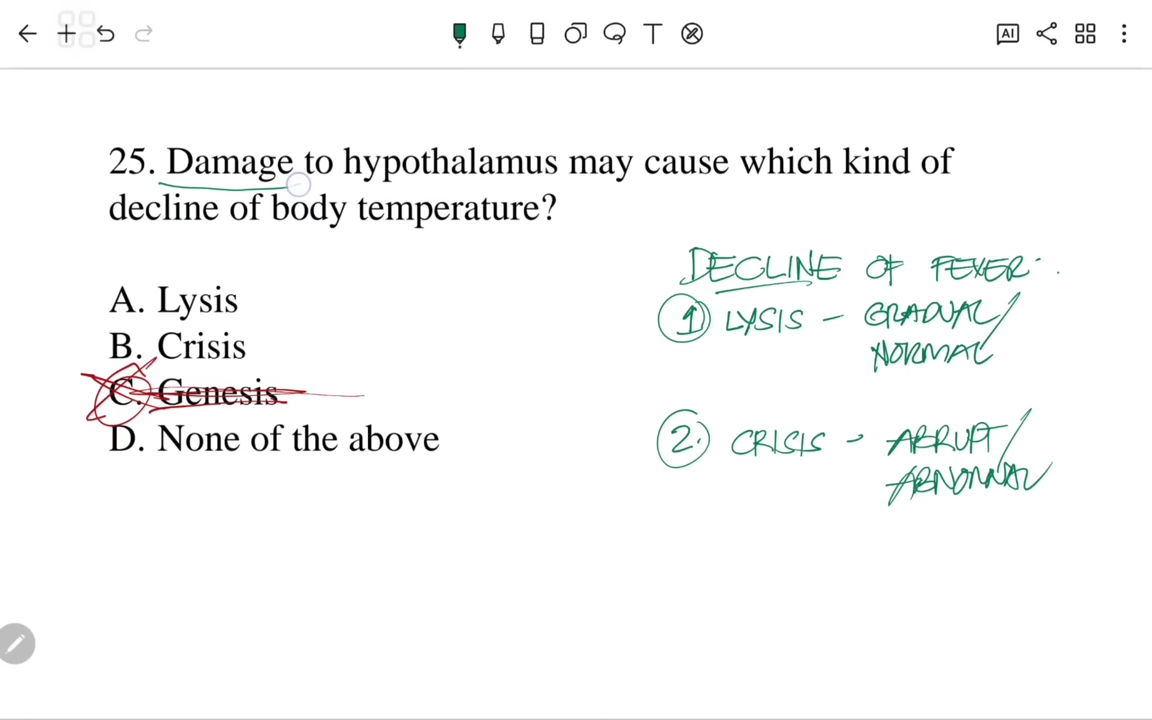 AI
25. Damage to hypothalamus may cause which kind of
decline of body temperature?
A. Lysis
B. Crisis
C. Genesis
D. None of the above
DECLINE OF FEVER
1) LYSIS - GRADUAL/
NORMAL
2. CRISIS - ABRUPT/
ABNORMAL